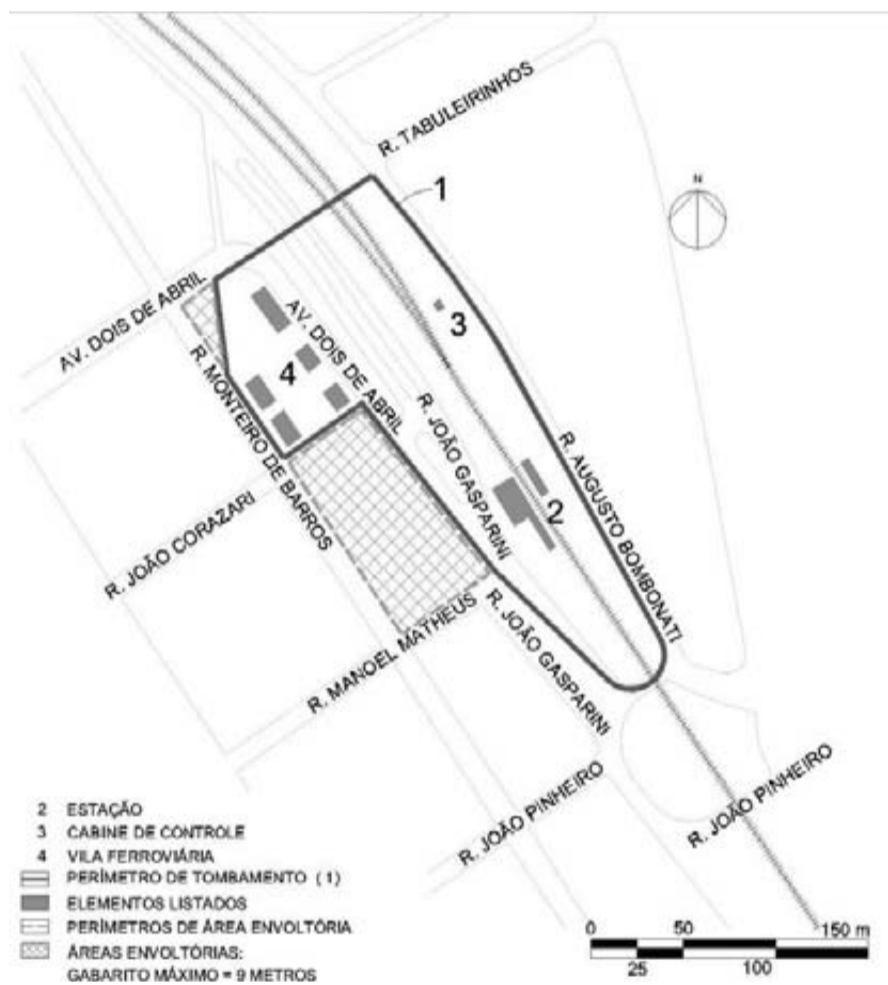 R. TABULEIRINHOS
1
N
AV. DOIS DE ABRIL
AV. DOIS DE ABRIL
3
4
R. MONTEIRO DE BARROS
R. JOÃO GASPARINI
R. AUGUSTO BOMBONATI
2
R. JOÃO CORAZARI
R. MANOEL MATHEUS
R. JOÃO GASPARINI
R. JOÃO PINHEIRO
R. JOÃO PINHEIRO
2 ESTAÇÃO
3 CABINE DE CONTROLE
4 VILA FERROVIÁRIA
PERÍMETRO DE TOMBAMENTO (1)
ELEMENTOS LISTADOS
PERÍMETROS DE ÁREA ENVOLTÓRIA
ÁREAS ENVOLTÓRIAS:
GABARITO MÁXIMO = 9 METROS
0 50 150 m
25 100